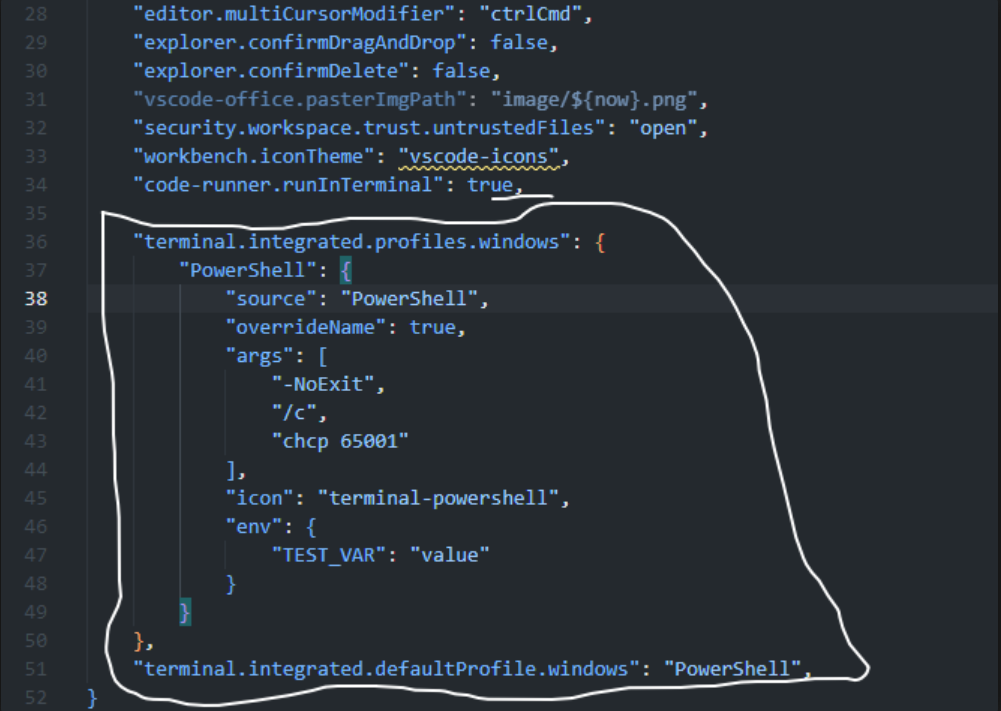 28 "editor.multiCursorModifier": "ctrlCmd",
29 "explorer.confirmDragAndDrop": false,
30 "explorer.confirmDelete": false,
31 "vscode-office.pasterImgPath": "image/${now}.png",
32 "security.workspace.trust.untrustedFiles": "open",
33 "workbench.iconTheme": "vscode-icons",
34 "code-runner.runInTerminal": true,
35
36 "terminal.integrated.profiles.windows": {
37 "PowerShell": {
38 "source": "PowerShell",
39 "overrideName": true,
40 "args": [
41 "-NoExit",
42 "/c",
43 "chcp 65001"
44 ],
45 "icon": "terminal-powershell",
46 "env": {
47 "TEST_VAR": "value"
48 }
49 }
50 },
51 "terminal.integrated.defaultProfile.windows": "PowerShell",
52 }